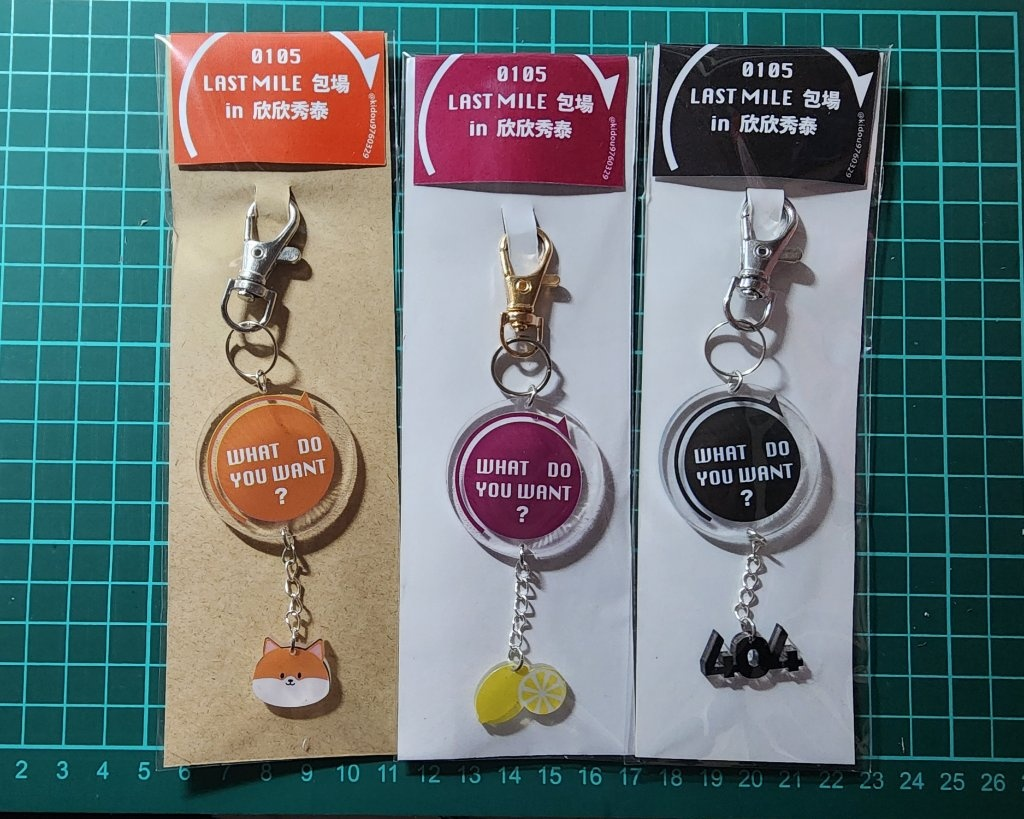 0105
LAST MILE 包場
in 欣欣秀泰
@kidou9760329
0105
LAST MILE 包場
in 欣欣秀泰
@kidou9760329
0105
LAST MILE 包場
in 欣欣秀泰
@kidou9760329
WHAT DO
YOU WANT
?
WHAT DO
YOU WANT
?
WHAT DO
YOU WANT
?
404
2 3 4 5 6 7 8 9 10 11 12 13 14 15 16 17 18 19 20 21 22 23 24 25 26